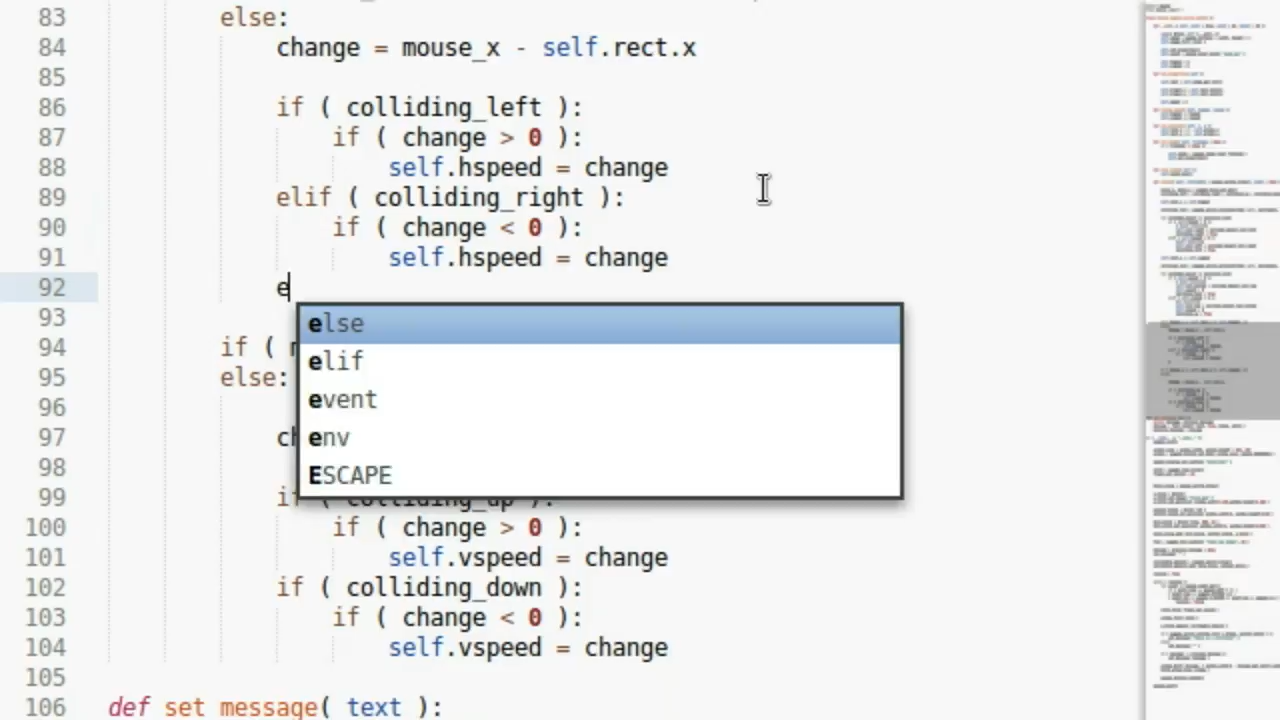 83 else:
84 change = mouse_x - self.rect.x
85
86 if ( colliding_left ):
87 if ( change > 0 ):
88 self.hspeed = change
89 elif ( colliding_right ):
90 if ( change < 0 ):
91 self.hspeed = change
92 e
93
else
94 if (
elif
95 else:
event
96
env
97
98
ESCAPE
99 if ( colliding_up ):
100 if ( change > 0 ):
101 self.vspeed = change
102 if ( colliding_down ):
103 if ( change < 0 ):
104 self.vspeed = change
105
106 def set_message( text ):